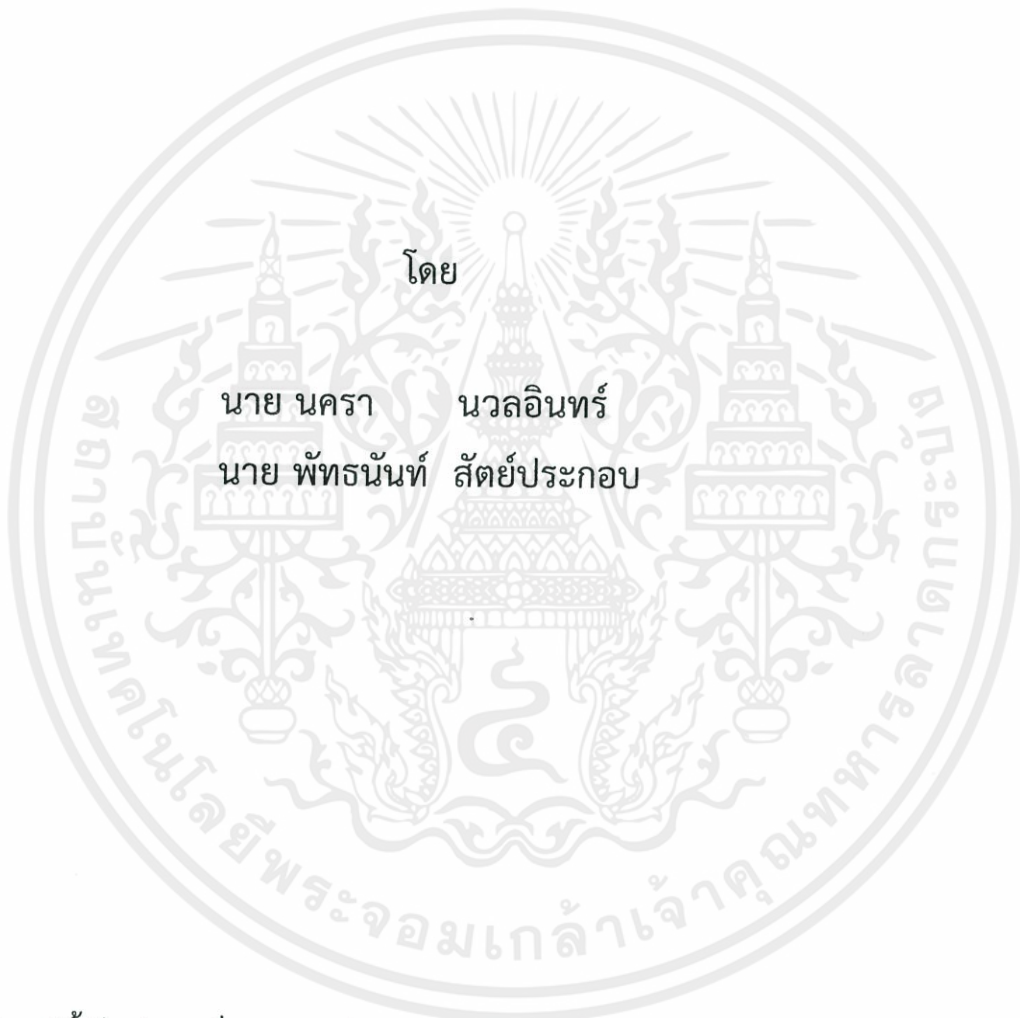 โดย
นาย นครา นวลอินทร์
นาย พัทธนันท์ สัตย์ประกอบ
สถาบันเทคโนโลยีพระจอมเกล้าเจ้าคุณทหารลาดกระบัง